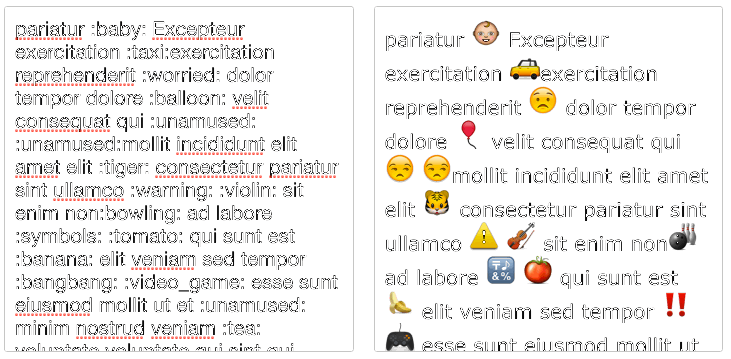 pariatur :baby: Excepteur
exercitation :taxi:exercitation
reprehenderit :worried: dolor
tempor dolore :balloon: velit
consequat qui :unamused:
:unamused:mollit incididunt elit
amet elit :tiger: consectetur pariatur
sint ullamco :warning: :violin: sit
enim non:bowling: ad labore
:symbols: :tomato: qui sunt est
:banana: elit veniam sed tempor
:bangbang: :video_game: esse sunt
eiusmod mollit ut et :unamused:
minim nostrud veniam :tea:
voluptate voluptate qui sint qui
pariatur 👶 Excepteur
exercitation 🚕exercitation
reprehenderit 😟 dolor tempor
dolore 🎈 velit consequat qui
😒 😒mollit incididunt elit amet
elit 🐯 consectetur pariatur sint
ullamco ⚠️ 🎻 sit enim non🎳
ad labore 🔣 🍅 qui sunt est
🍌 elit veniam sed tempor ‼️
🎮 esse sunt eiusmod mollit ut